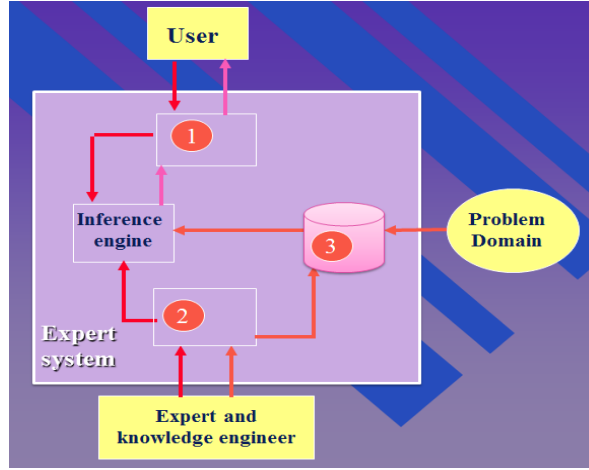 User
1
Inference
engine
3
Problem
Domain
2
Expert
system
Expert and
knowledge engineer